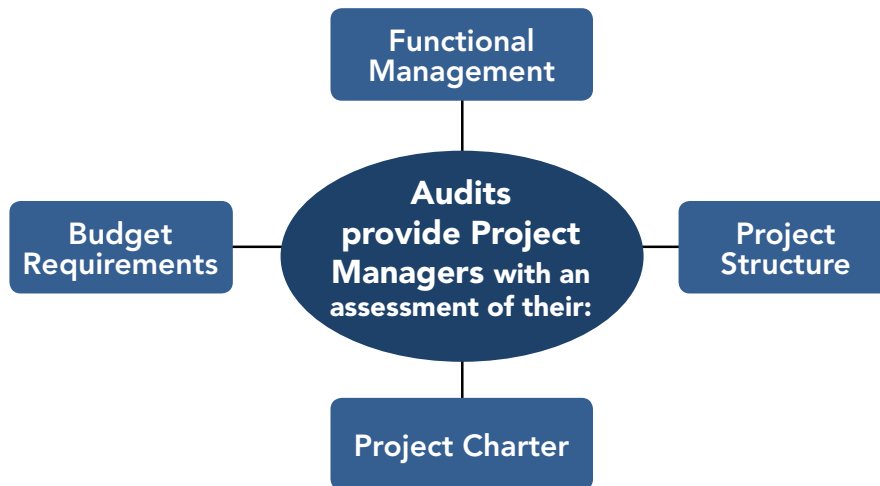 Functional
Management
Audits
provide Project
Managers with an
assessment of their:
Budget
Requirements
Project
Structure
Project Charter